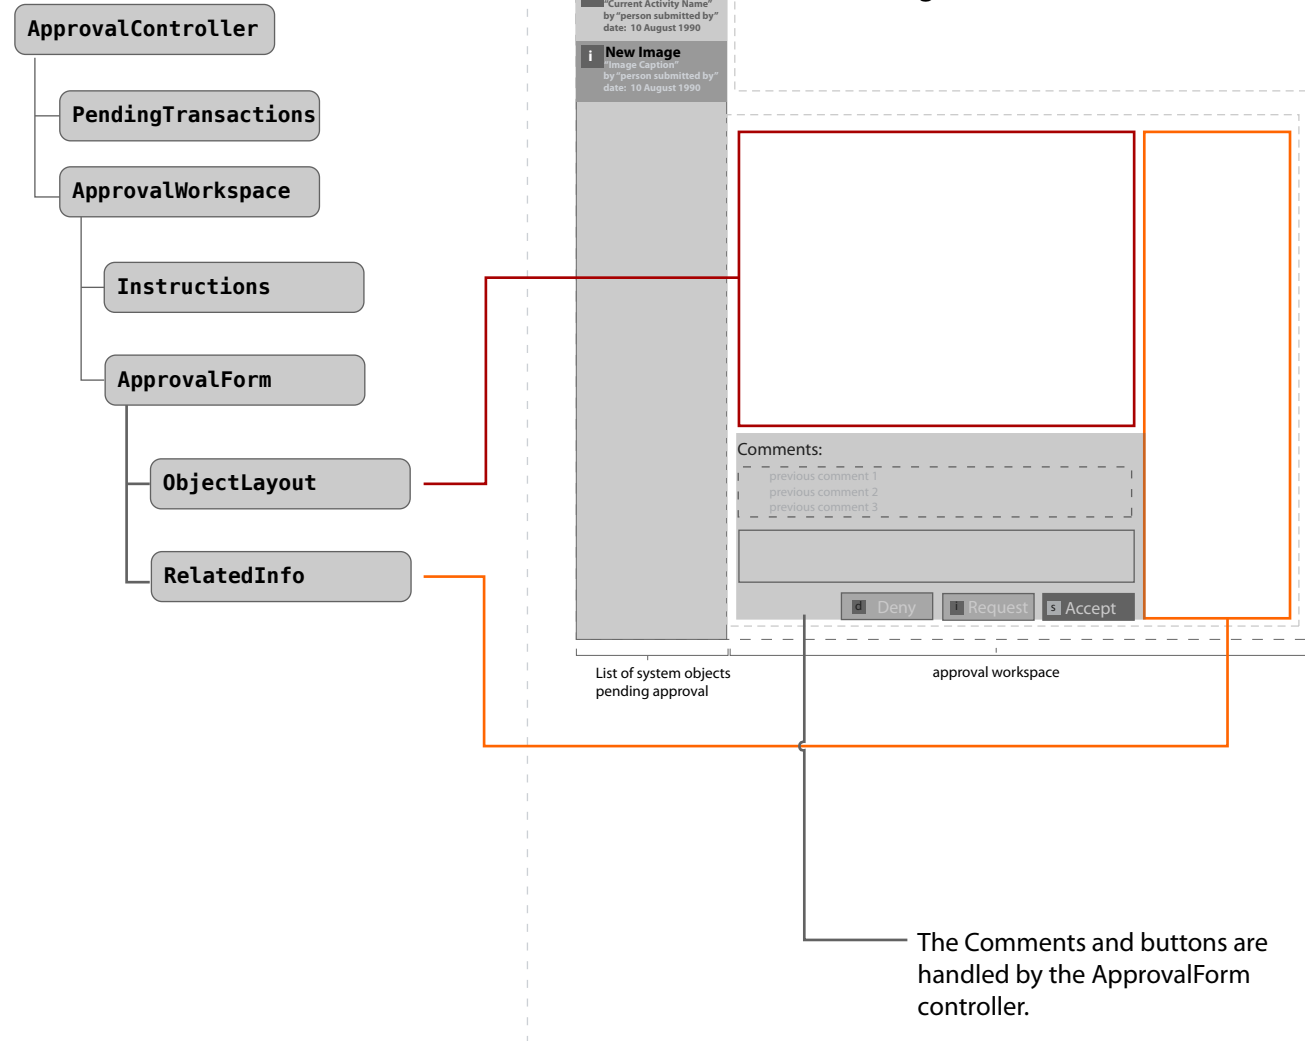 ApprovalController
PendingTransactions
ApprovalWorkspace
Instructions
ApprovalForm
ObjectLayout
RelatedInfo
“Current Activity Name”
by “person submitted by”
date: 10 August 1990
i New Image
“Image Caption”
by “person submitted by”
date: 10 August 1990
Comments:
previous comment 1
previous comment 2
previous comment 3
d Deny
i Request
s Accept
List of system objects
pending approval
approval workspace
The Comments and buttons are
handled by the ApprovalForm
controller.